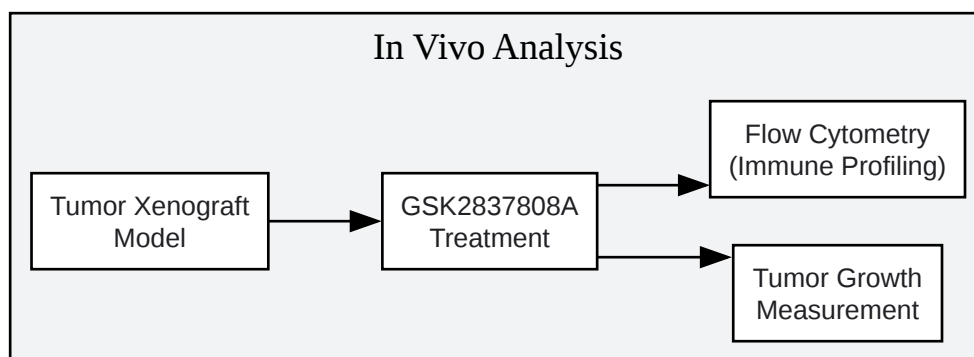 In Vivo Analysis
Tumor Xenograft
Model
GSK2837808A
Treatment
Flow Cytometry
(Immune Profiling)
Tumor Growth
Measurement